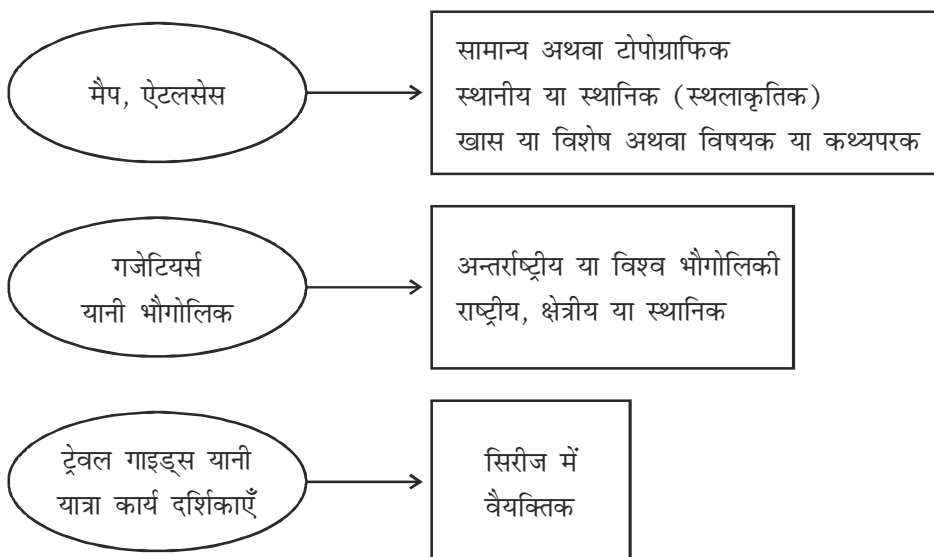 मैप, ऐटलसेस
सामान्य अथवा टोपोग्राफिक
स्थानीय या स्थानिक (स्थलाकृतिक)
खास या विशेष अथवा विषयक या कथ्यपरक
गजेटियर्स
यानी भौगोलिक
अन्तर्राष्ट्रीय या विश्व भौगोलिकी
राष्ट्रीय, क्षेत्रीय या स्थानिक
ट्रेवल गाइड्स यानी
यात्रा कार्य दर्शिकाएँ
सिरीज में
वैयक्तिक